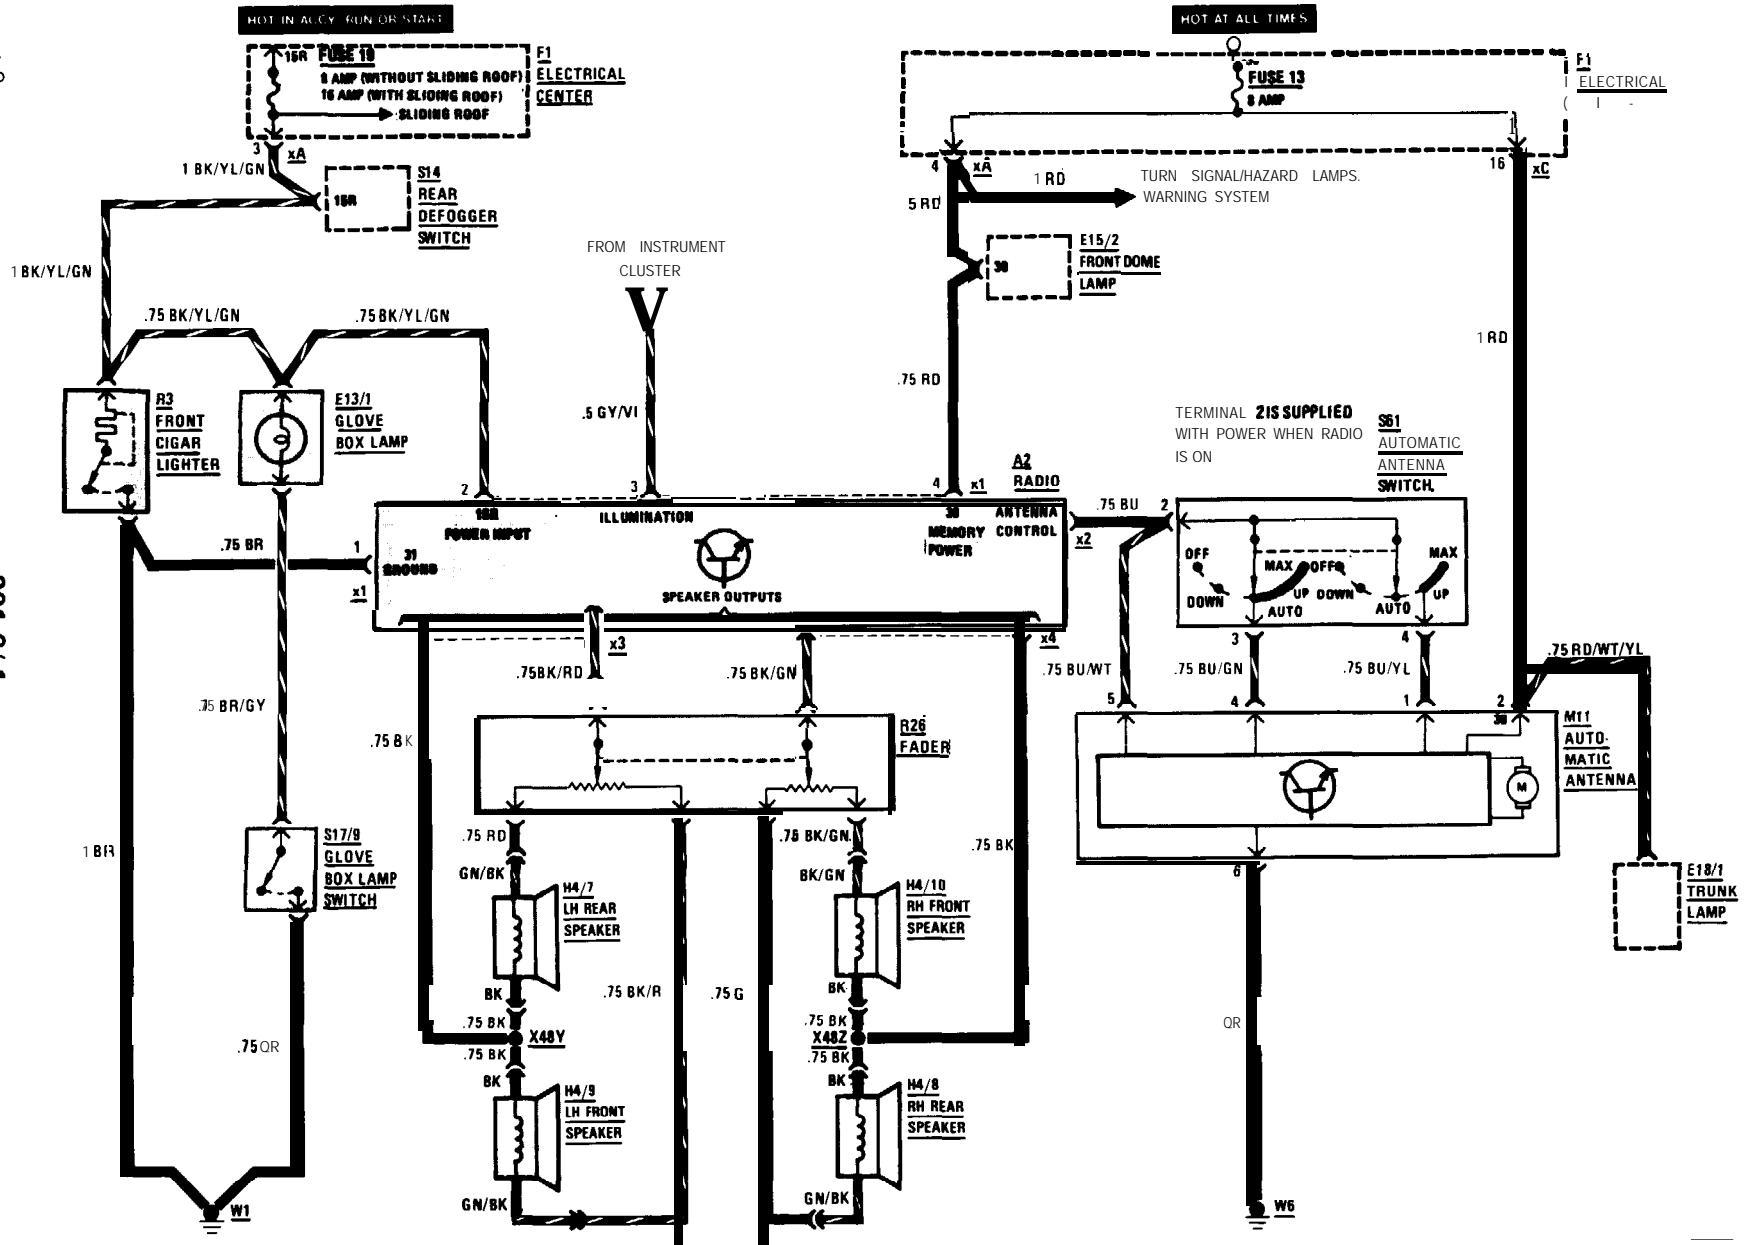 HOT IN ACCY, RUN OR START
HOT AT ALL TIMES
15R FUSE 19
8 AMP (WITHOUT SLIDING ROOF)
16 AMP (WITH SLIDING ROOF)
SLIDING ROOF
F1
ELECTRICAL
CENTER
FUSE 13
8 AMP
F1
ELECTRICAL
3
xA
1 BK/YL/GN
15R
S14
REAR
DEFOGGER
SWITCH
4
xA
1 RD
TURN SIGNAL/HAZARD LAMPS.
WARNING SYSTEM
1
16
xC
5 RD
1 BK/YL/GN
FROM INSTRUMENT
CLUSTER
30
E15/2
FRONT DOME
LAMP
.75 BK/YL/GN
.75 BK/YL/GN
1 RD
.75 RD
.5 GY/VI
R3
FRONT
CIGAR
LIGHTER
E13/1
GLOVE
BOX LAMP
TERMINAL 2 IS SUPPLIED
WITH POWER WHEN RADIO
IS ON
S61
AUTOMATIC
ANTENNA
SWITCH.
A2
RADIO
2
3
4
x1
15R
POWER INPUT
ILLUMINATION
30
MEMORY
POWER
ANTENNA
CONTROL
.75 BU
2
x2
.75 BR
1
x1
31
GROUND
SPEAKER OUTPUTS
OFF
DOWN
MAX
UP
AUTO
OFF
DOWN
AUTO
MAX
UP
x3
x4
3
4
.75BK/RD
.75 BK/GN
.75 BU/WT
.75 BU/GN
.75 BU/YL
.75 RD/WT/YL
5
4
1
2
30
.75 BR/GY
.75 BK
R26
FADER
M11
AUTO-
MATIC
ANTENNA
M
.75 RD
.75 BK/GN
.75 BK
1 BR
S17/9
GLOVE
BOX LAMP
SWITCH
GN/BK
H4/7
LH REAR
SPEAKER
BK/GN
H4/10
RH FRONT
SPEAKER
6
E18/1
TRUNK
LAMP
BK
.75 BK/R
.75 G
BK
.75 BK
X48Y
.75 BK
.75 BK
X48Z
.75 BK
.75 QR
QR
BK
H4/9
LH FRONT
SPEAKER
BK
H4/8
RH REAR
SPEAKER
GN/BK
GN/BK
W1
W6